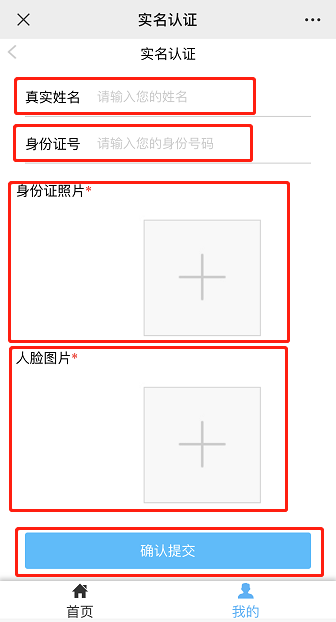 实名认证
实名认证
真实姓名 请输入您的姓名
身份证号 请输入您的身份号码
身份证照片*
人脸图片*
确认提交
首页 我的